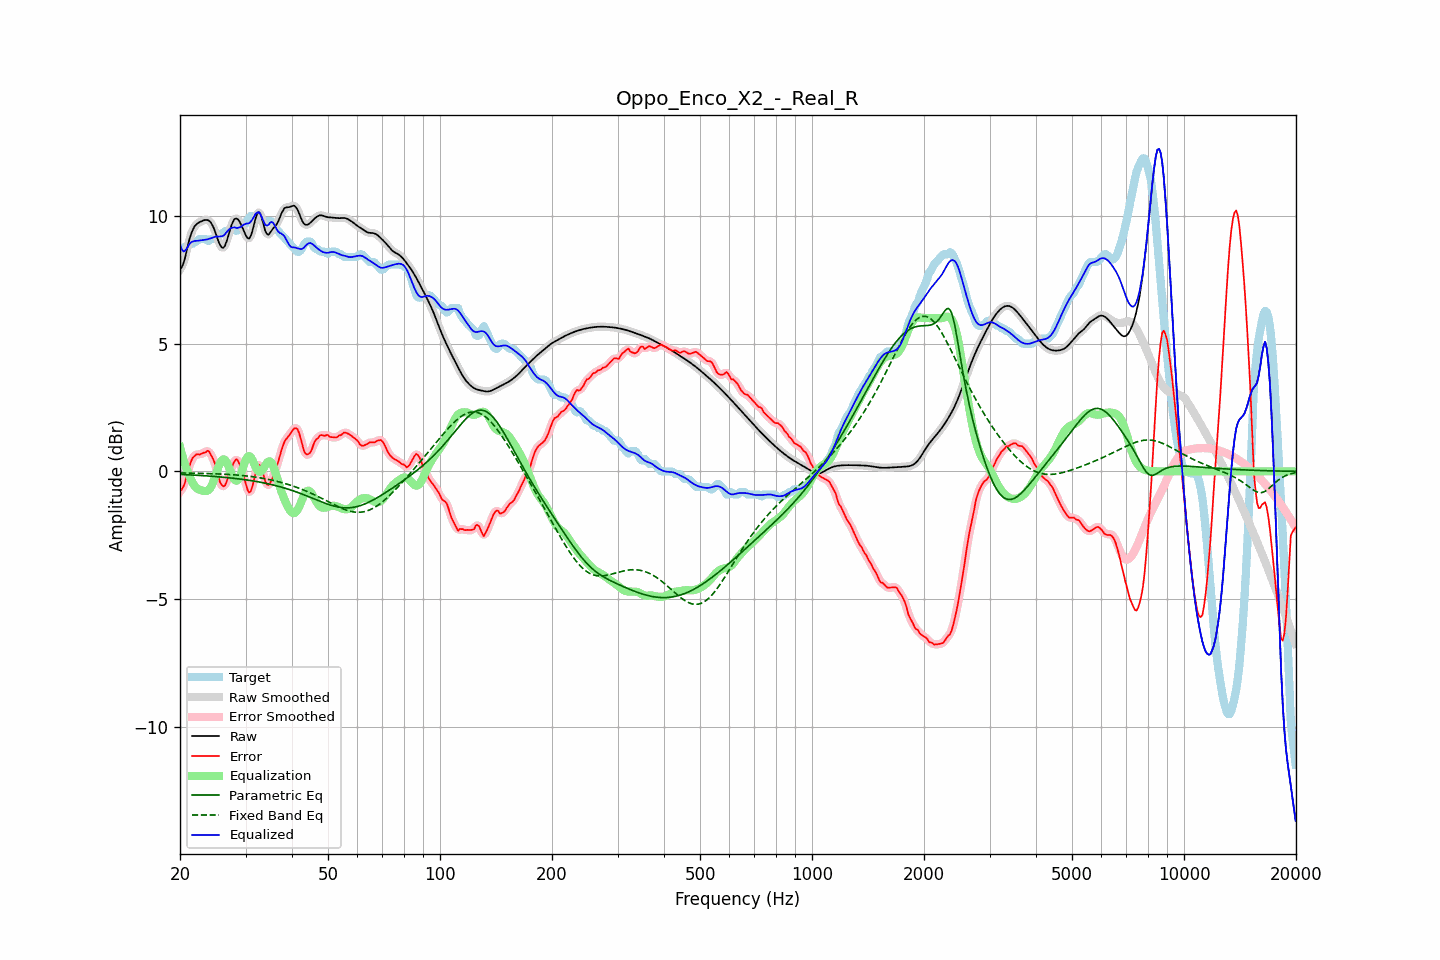 Oppo_Enco_X2_-_Real_R
Amplitude (dBr)
10
5
0
−5
−10
Target
Raw Smoothed
Error Smoothed
Raw
Error
Equalization
Parametric Eq
Fixed Band Eq
Equalized
20 50 100 200 500 1000 2000 5000 10000 20000
Frequency (Hz)